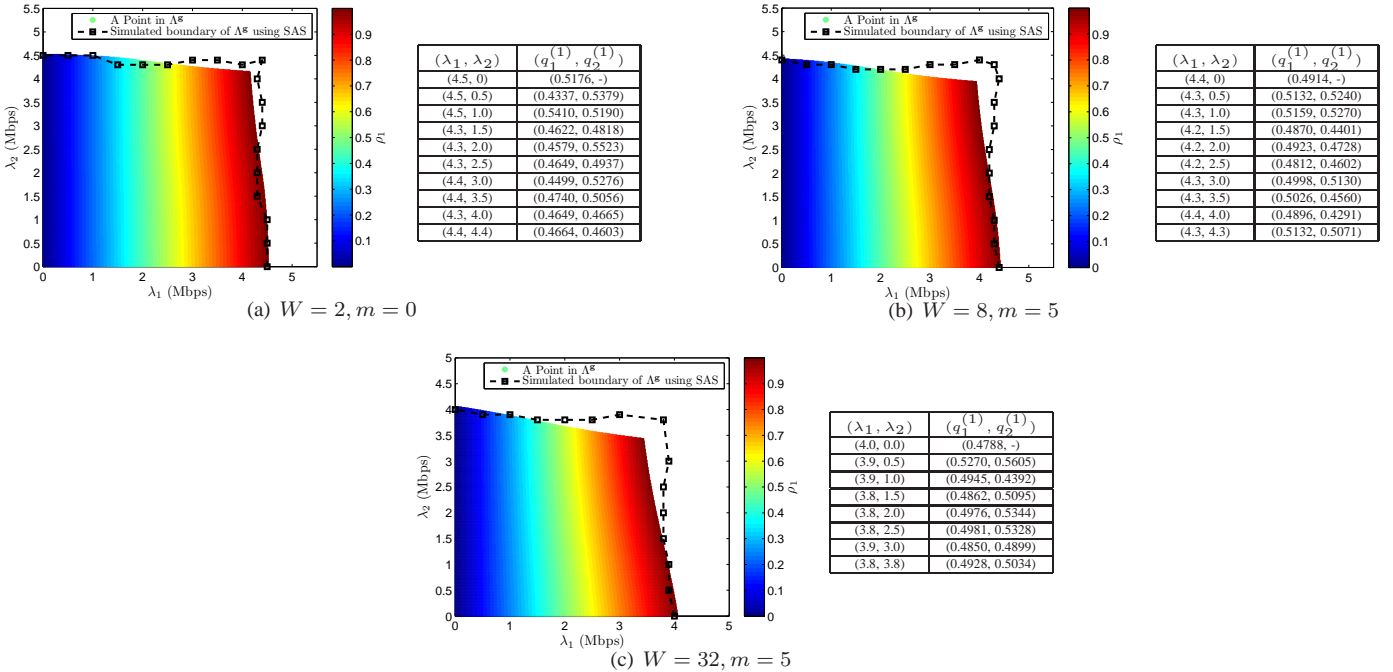 5.5
5
4.5
4
3.5
3
2.5
2
1.5
1
0.5
0
λ₂ (Mbps)
A Point in Λ^g
Simulated boundary of Λ^g using SAS
0 1 2 3 4 5
λ₁ (Mbps)
0.9
0.8
0.7
0.6
0.5
0.4
0.3
0.2
0.1
ρ₁
(λ₁, λ₂) (q₁⁽¹⁾, q₂⁽¹⁾)
(4.5, 0) (0.5176, -)
(4.5, 0.5) (0.4337, 0.5379)
(4.5, 1.0) (0.5410, 0.5190)
(4.3, 1.5) (0.4622, 0.4818)
(4.3, 2.0) (0.4579, 0.5523)
(4.3, 2.5) (0.4649, 0.4937)
(4.4, 3.0) (0.4499, 0.5276)
(4.4, 3.5) (0.4740, 0.5056)
(4.3, 4.0) (0.4649, 0.4665)
(4.4, 4.4) (0.4664, 0.4603)
(a) W = 2, m = 0
5.5
5
4.5
4
3.5
3
2.5
2
1.5
1
0.5
0
λ₂ (Mbps)
A Point in Λ^g
Simulated boundary of Λ^g using SAS
0 1 2 3 4 5
λ₁ (Mbps)
0.9
0.8
0.7
0.6
0.5
0.4
0.3
0.2
0.1
0
ρ₁
(λ₁, λ₂) (q₁⁽¹⁾, q₂⁽¹⁾)
(4.4, 0) (0.4914, -)
(4.3, 0.5) (0.5132, 0.5240)
(4.3, 1.0) (0.5159, 0.5270)
(4.2, 1.5) (0.4870, 0.4401)
(4.2, 2.0) (0.4923, 0.4728)
(4.2, 2.5) (0.4812, 0.4602)
(4.3, 3.0) (0.4998, 0.5130)
(4.3, 3.5) (0.5026, 0.4560)
(4.4, 4.0) (0.4896, 0.4291)
(4.3, 4.3) (0.5132, 0.5071)
(b) W = 8, m = 5
5
4.5
4
3.5
3
2.5
2
1.5
1
0.5
0
λ₂ (Mbps)
A Point in Λ^g
Simulated boundary of Λ^g using SAS
0 1 2 3 4 5
λ₁ (Mbps)
0.9
0.8
0.7
0.6
0.5
0.4
0.3
0.2
0.1
0
ρ₁
(λ₁, λ₂) (q₁⁽¹⁾, q₂⁽¹⁾)
(4.0, 0.0) (0.4788, -)
(3.9, 0.5) (0.5270, 0.5605)
(3.9, 1.0) (0.4945, 0.4392)
(3.8, 1.5) (0.4862, 0.5095)
(3.8, 2.0) (0.4976, 0.5344)
(3.8, 2.5) (0.4981, 0.5328)
(3.9, 3.0) (0.4850, 0.4899)
(3.8, 3.8) (0.4928, 0.5034)
(c) W = 32, m = 5